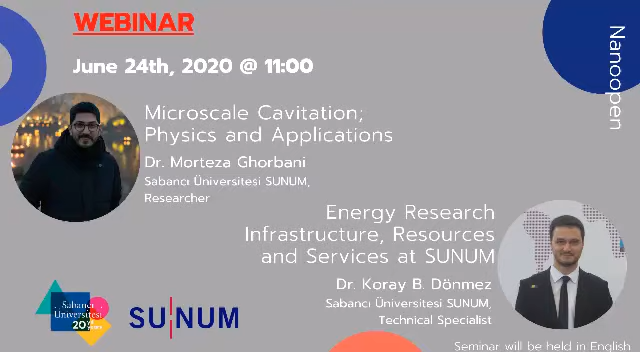 WEBINAR
June 24th, 2020 @ 11:00
Nanoopen
Microscale Cavitation;
Physics and Applications
Dr. Morteza Ghorbani
Sabancı Üniversitesi SUNUM,
Researcher
Energy Research
Infrastructure, Resources
and Services at SUNUM
Dr. Koray B. Dönmez
Sabancı Üniversitesi SUNUM,
Technical Specialist
Sabancı
Üniversitesi
20
SUNUM
Seminar will be held in English